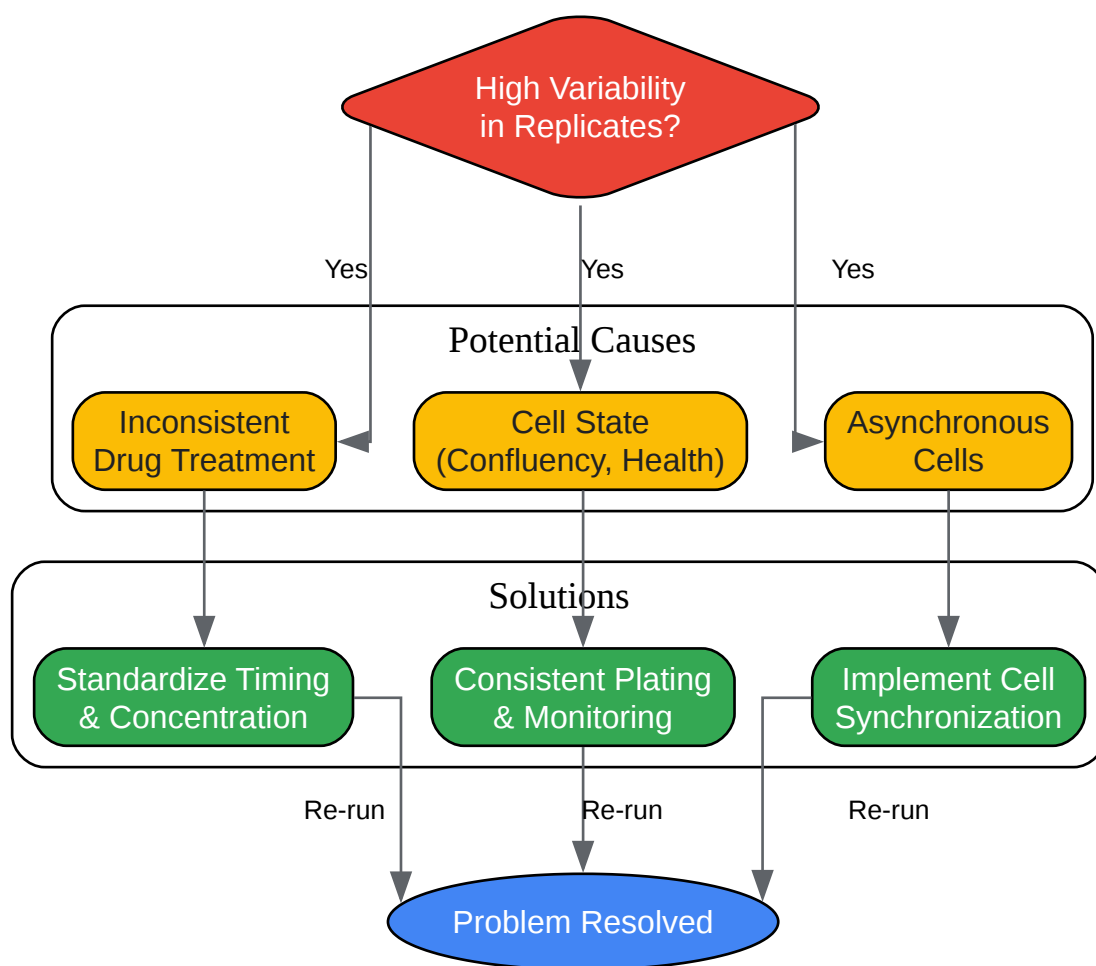 High Variability
in Replicates?
Yes
Yes
Yes
Potential Causes
Inconsistent
Drug Treatment
Cell State
(Confluency, Health)
Asynchronous
Cells
Solutions
Standardize Timing
& Concentration
Consistent Plating
& Monitoring
Implement Cell
Synchronization
Re-run
Re-run
Re-run
Problem Resolved